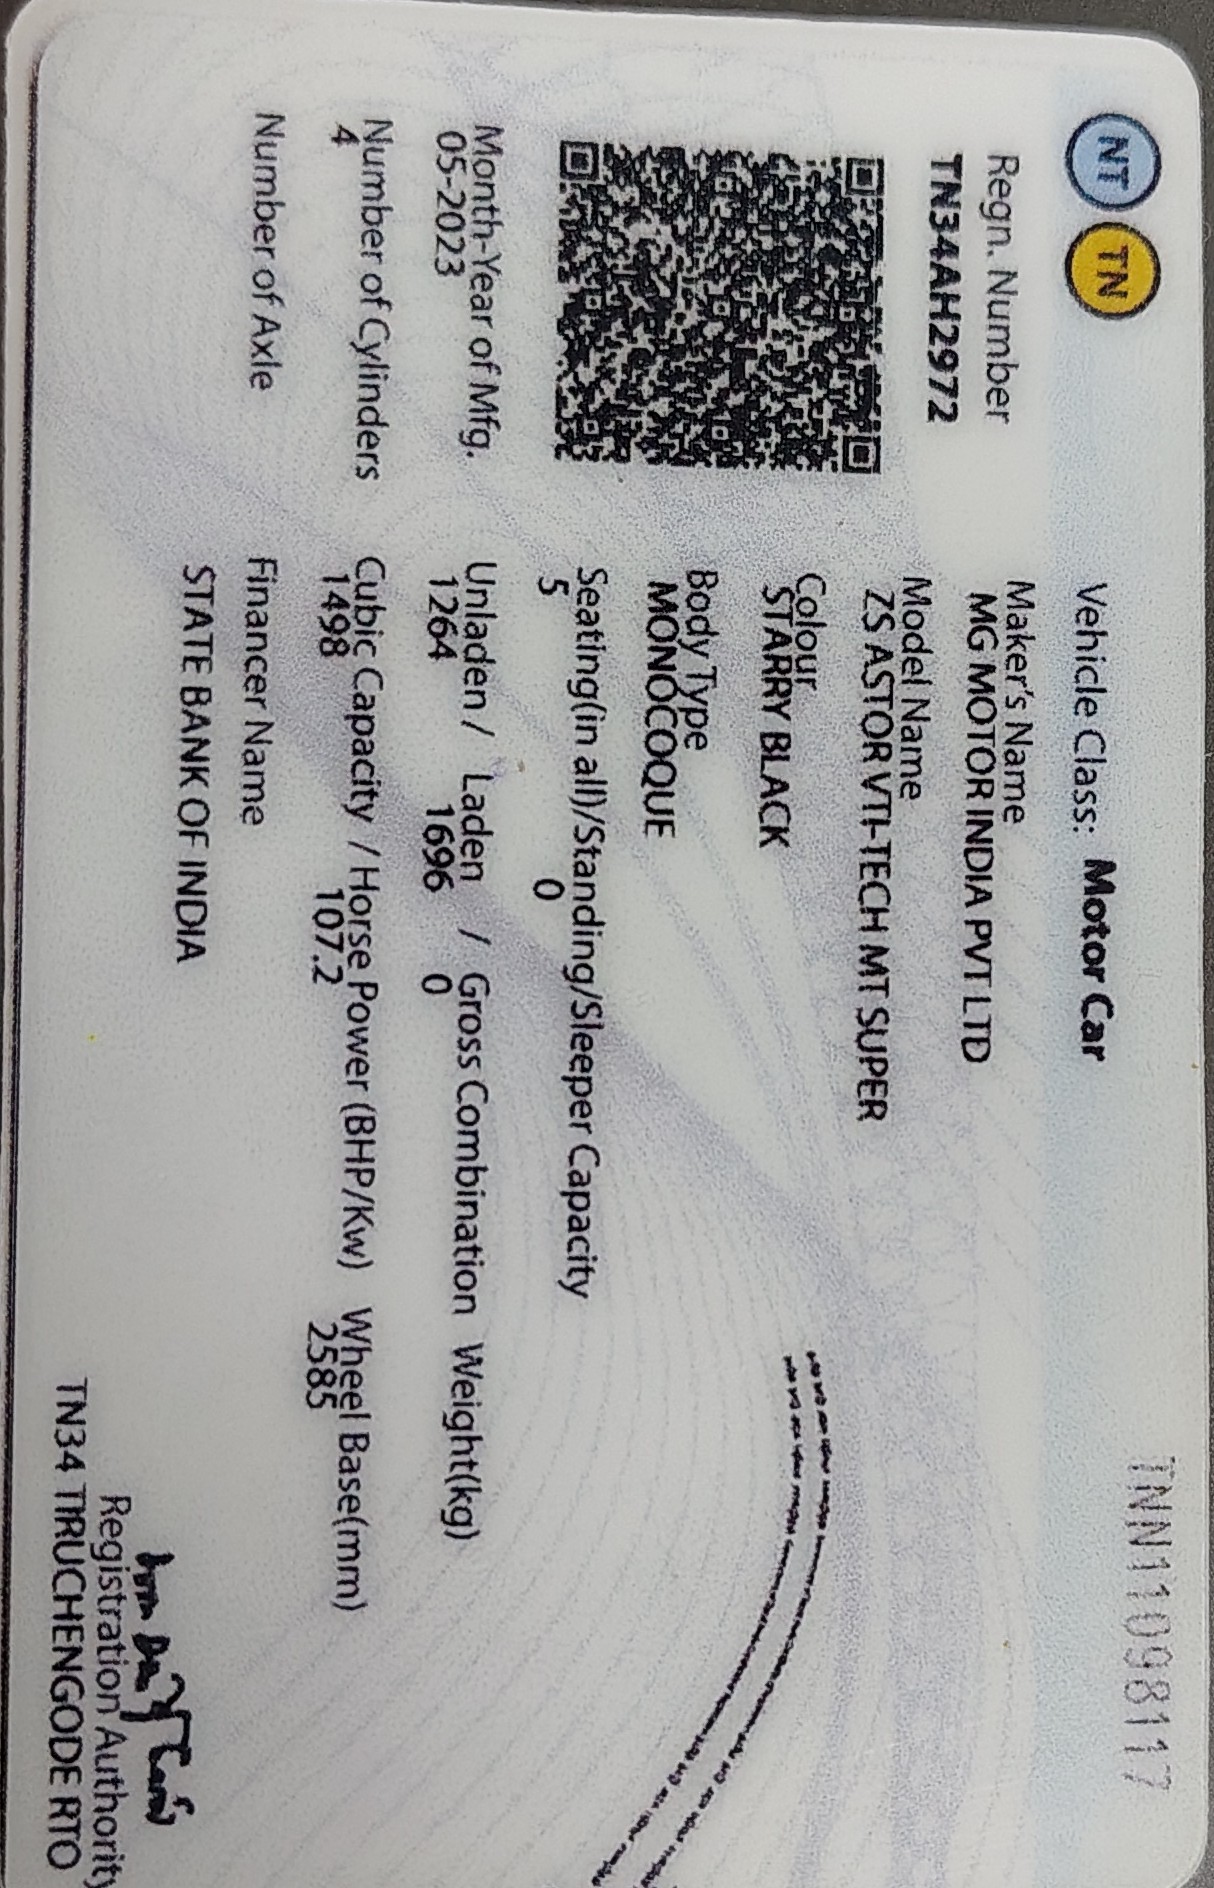 NT TN
Vehicle Class: Motor Car
TNN1109817
Regn. Number
TN34AH2972
Maker's Name
MG MOTOR INDIA PVT LTD
Model Name
ZS ASTOR VTI-TECH MT SUPER
Colour
STARRY BLACK
Body Type
MONOCOQUE
Seating(in all)/Standing/Sleeper Capacity
5 0
Month-Year of Mfg.
05-2023
Unladen / Laden / Gross Combination Weight(kg)
1264 1696 0
Number of Cylinders
4
Cubic Capacity / Horse Power (BHP/Kw) Wheel Base(mm)
1498 107.2 2585
Number of Axle
Financer Name
STATE BANK OF INDIA
Registration Authority
TN34 TIRUCHENGODE RTO